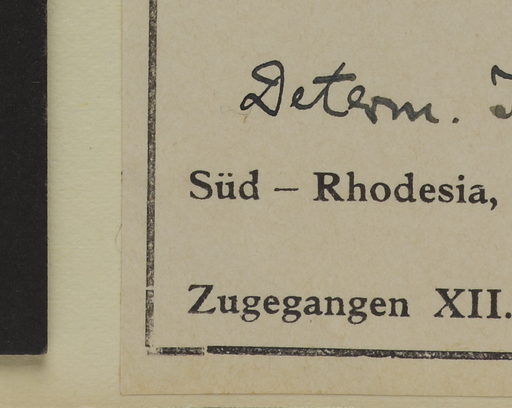 Determ.
Süd – Rhodesia,
Zugegangen XII.